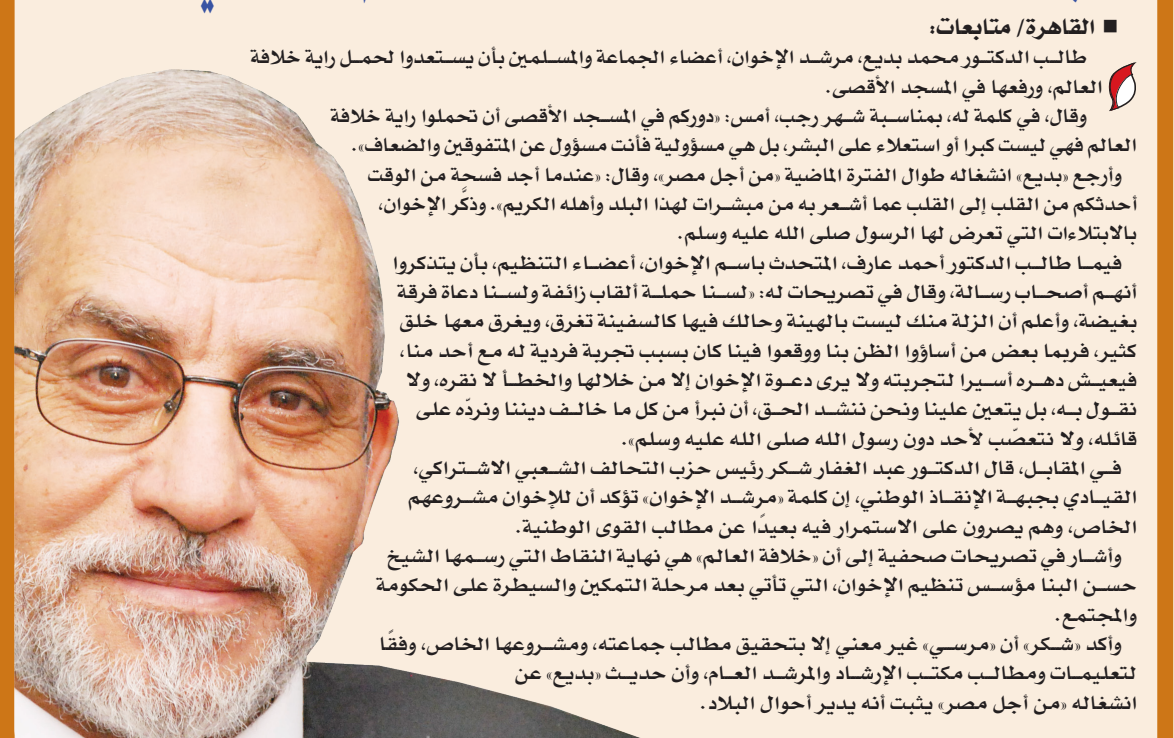 ■ القاهرة/ متابعات:
طالب الدكتور محمد بديع، مرشد الإخوان، أعضاء الجماعة والمسلمين بأن يستعدوا لحمل راية خلافة
العالم، ورفعها في المسجد الأقصى.
وقال، في كلمة له، بمناسبة شهر رجب، أمس: «دوركم في المسجد الأقصى أن تحملوا راية خلافة
العالم فهي ليست كبرا أو استعلاء على البشر، بل هي مسؤولية فأنت مسؤول عن المتفوقين والضعاف».
وأرجع «بديع» انشغاله طوال الفترة الماضية «من أجل مصر»، وقال: «عندما أجد فسحة من الوقت
أحدثكم من القلب إلى القلب عما أشعر به من مبشرات لهذا البلد وأهله الكريم». وذكَّر الإخوان،
بالابتلاءات التي تعرض لها الرسول صلى الله عليه وسلم.
فيما طالب الدكتور أحمد عارف، المتحدث باسم الإخوان، أعضاء التنظيم، بأن يتذكروا
أنهم أصحاب رسالة، وقال في تصريحات له: «لسنا حملة ألقاب زائفة ولسنا دعاة فرقة
بغيضة، وأعلم أن الزلة منك ليست بالهينة وحالك فيها كالسفينة تغرق، ويغرق معها خلق
كثير، فربما بعض من أساؤوا الظن بنا ووقعوا فينا كان بسبب تجربة فردية له مع أحد منا،
فيعيش دهره أسيرا لتجربته ولا يرى دعوة الإخوان إلا من خلالها والخطأ لا نقره، ولا
نقول به، بل يتعين علينا ونحن ننشد الحق، أن نبرأ من كل ما خالف ديننا ونردّه على
قائله، ولا نتعصّب لأحد دون رسول الله صلى الله عليه وسلم».
في المقابل، قال الدكتور عبد الغفار شكر رئيس حزب التحالف الشعبي الاشتراكي،
القيادي بجبهة الإنقاذ الوطني، إن كلمة «مرشد الإخوان» تؤكد أن للإخوان مشروعهم
الخاص، وهم يصرون على الاستمرار فيه بعيدًا عن مطالب القوى الوطنية.
وأشار في تصريحات صحفية إلى أن «خلافة العالم» هي نهاية النقاط التي رسمها الشيخ
حسن البنا مؤسس تنظيم الإخوان، التي تأتي بعد مرحلة التمكين والسيطرة على الحكومة
والمجتمع.
وأكد «شكر» أن «مرسي» غير معني إلا بتحقيق مطالب جماعته، ومشروعها الخاص، وفقًا
لتعليمات ومطالب مكتب الإرشاد والمرشد العام، وأن حديث «بديع» عن
انشغاله «من أجل مصر» يثبت أنه يدير أحوال البلاد.